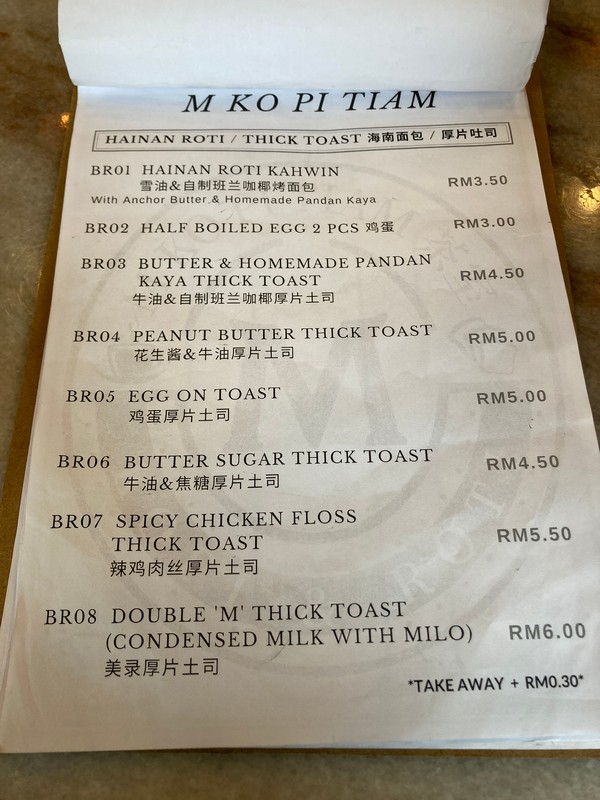 M KO PI TIAM
HAINAN ROTI / THICK TOAST 海南面包 / 厚片吐司
BR01 HAINAN ROTI KAHWIN RM3.50
雪油&自制班兰咖椰烤面包
With Anchor Butter & Homemade Pandan Kaya
BR02 HALF BOILED EGG 2 PCS 鸡蛋 RM3.00
BR03 BUTTER & HOMEMADE PANDAN
KAYA THICK TOAST RM4.50
牛油&自制班兰咖椰厚片土司
BR04 PEANUT BUTTER THICK TOAST RM5.00
花生酱&牛油厚片土司
BR05 EGG ON TOAST RM5.00
鸡蛋厚片土司
BR06 BUTTER SUGAR THICK TOAST RM4.50
牛油&焦糖厚片土司
BR07 SPICY CHICKEN FLOSS
THICK TOAST RM5.50
辣鸡肉丝厚片土司
BR08 DOUBLE 'M' THICK TOAST
(CONDENSED MILK WITH MILO) RM6.00
美录厚片土司
*TAKE AWAY + RM0.30*